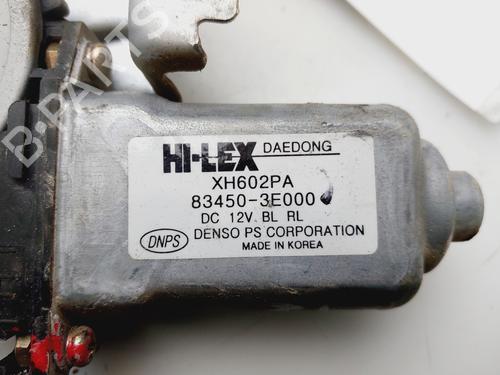 B-PARTS
HI-LEX DAEDONG
XH602PA
83450-3E000
DC 12V. BL RL
DNPS DENSO PS CORPORATION
MADE IN KOREA